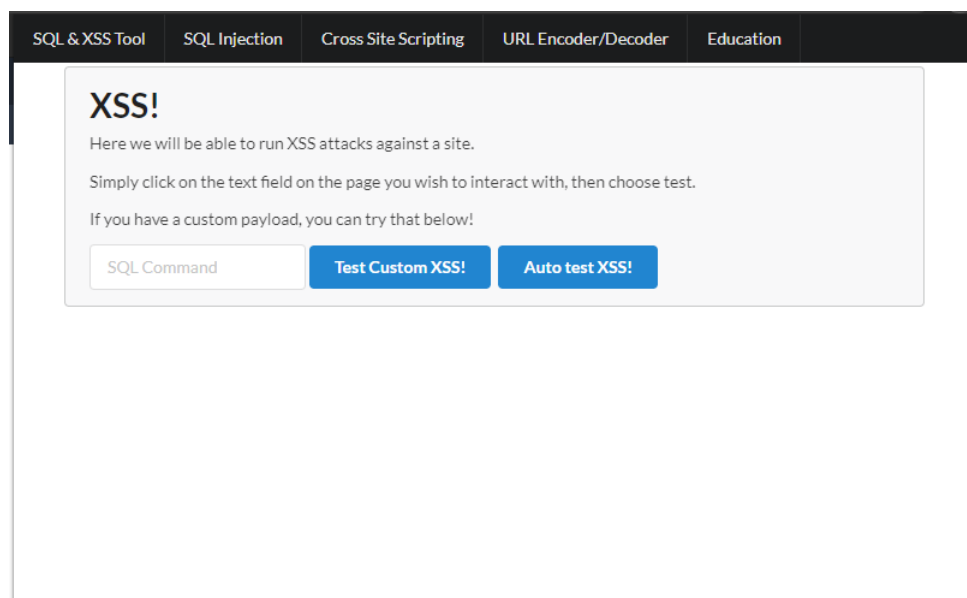 SQL & XSS Tool SQL Injection Cross Site Scripting URL Encoder/Decoder Education
XSS!
Here we will be able to run XSS attacks against a site.
Simply click on the text field on the page you wish to interact with, then choose test.
If you have a custom payload, you can try that below!
SQL Command Test Custom XSS! Auto test XSS!